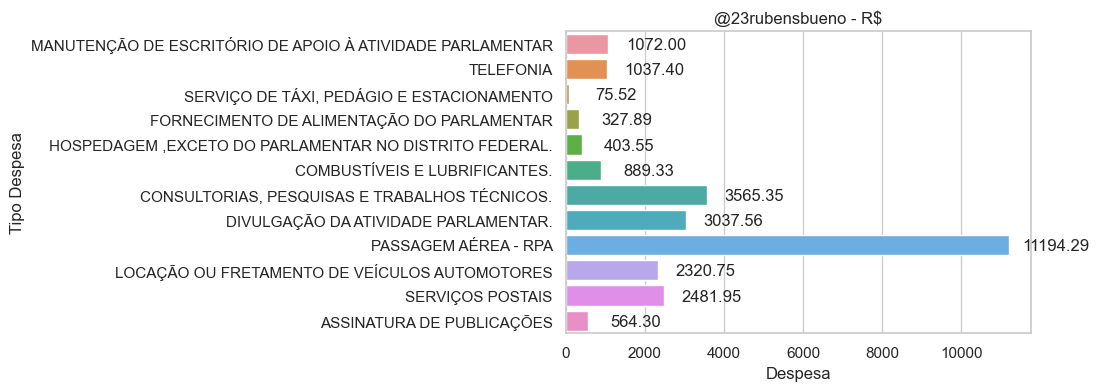 @23rubensbueno - R$
Tipo Despesa
MANUTENÇÃO DE ESCRITÓRIO DE APOIO À ATIVIDADE PARLAMENTAR 1072.00
TELEFONIA 1037.40
SERVIÇO DE TÁXI, PEDÁGIO E ESTACIONAMENTO 75.52
FORNECIMENTO DE ALIMENTAÇÃO DO PARLAMENTAR 327.89
HOSPEDAGEM ,EXCETO DO PARLAMENTAR NO DISTRITO FEDERAL. 403.55
COMBUSTÍVEIS E LUBRIFICANTES. 889.33
CONSULTORIAS, PESQUISAS E TRABALHOS TÉCNICOS. 3565.35
DIVULGAÇÃO DA ATIVIDADE PARLAMENTAR. 3037.56
PASSAGEM AÉREA - RPA 11194.29
LOCAÇÃO OU FRETAMENTO DE VEÍCULOS AUTOMOTORES 2320.75
SERVIÇOS POSTAIS 2481.95
ASSINATURA DE PUBLICAÇÕES 564.30
0 2000 4000 6000 8000 10000
Despesa